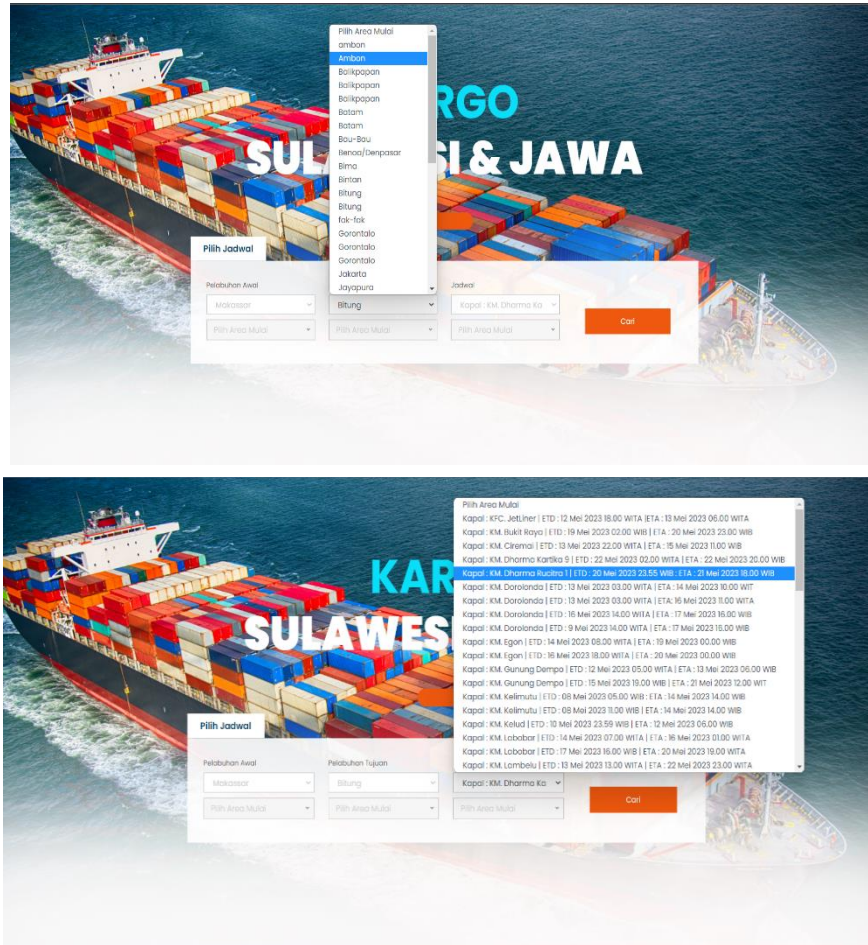 Pilih Area Mulai
ambon
Ambon
Balikpapan
Balikpapan
Balikpapan
Batam
Batam
Bau-Bau
Benoa/Denpasar
Bima
Bintan
Bitung
Bitung
fak-fak
Gorontalo
Gorontalo
Gorontalo
Jakarta
Jayapura
RGO
SUL SI & JAWA
Pilih Jadwal
Pelabuhan Awal Jadwal
Makassar Bitung Kapal : KM. Dharma Ka
Cari
Pilih Area Mulai Pilih Area Mulai Pilih Area Mulai
Pilih Area Mulai
Kapal : KFC. JetLiner | ETD : 12 Mei 2023 18.00 WITA |ETA : 13 Mei 2023 06.00 WITA
Kapal : KM. Bukit Raya | ETD : 19 Mei 2023 02.00 WIB | ETA : 20 Mei 2023 23.00 WIB
Kapal : KM. Ciremai | ETD : 13 Mei 2023 22.00 WITA | ETA : 15 Mei 2023 11.00 WIB
Kapal : KM. Dharma Kartika 9 | ETD : 22 Mei 2023 02.00 WITA | ETA : 22 Mei 2023 20.00 WIB
Kapal : KM. Dharma Rucitra 1 | ETD : 20 Mei 2023 23.55 WIB : ETA : 21 Mei 2023 18.00 WIB
Kapal : KM. Dorolonda | ETD : 13 Mei 2023 03.00 WITA | ETA : 14 Mei 2023 10.00 WIT
Kapal : KM. Dorolonda | ETD : 13 Mei 2023 03.00 WITA | ETA: 16 Mei 2023 11.00 WITA
Kapal : KM. Dorolonda | ETD : 16 Mei 2023 14.00 WITA | ETA : 17 Mei 2023 16.00 WIB
Kapal : KM. Dorolonda | ETD : 9 Mei 2023 14.00 WIT | ETA : 17 Mei 2023 16.00 WIB
Kapal : KM. Egon | ETD : 14 Mei 2023 08.00 WITA | ETA : 19 Mei 2023 00.00 WIB
Kapal : KM. Egon | ETD : 16 Mei 2023 18.00 WITA | ETA : 20 Mei 2023 00.00 WIB
Kapal : KM. Gunung Dempo | ETD : 12 Mei 2023 05.00 WITA | ETA : 13 Mei 2023 06.00 WIB
Kapal : KM. Gunung Dempo | ETD : 15 Mei 2023 19.00 WIB | ETA : 21 Mei 2023 12.00 WIT
Kapal : KM. Kelimutu | ETD : 08 Mei 2023 05.00 WIB : ETA : 14 Mei 2023 14.00 WIB
Kapal : KM. Kelimutu | ETD : 08 Mei 2023 11.00 WIB | ETA : 14 Mei 2023 14.00 WIB
Kapal : KM. Kelud | ETD : 10 Mei 2023 23.59 WIB | ETA : 12 Mei 2023 06.00 WIB
Kapal : KM. Labobar | ETD : 14 Mei 2023 07.00 WITA | ETA : 16 Mei 2023 01.00 WITA
Kapal : KM. Labobar | ETD : 17 Mei 2023 16.00 WIB | ETA : 20 Mei 2023 19.00 WITA
Kapal : KM. Lambelu | ETD : 13 Mei 2023 13.00 WITA | ETA : 22 Mei 2023 23.00 WITA
KAR
SULAWES
Pilih Jadwal
Pelabuhan Awal Pelabuhan Tujuan
Makassar Bitung Kapal : KM. Dharma Ka
Cari
Pilih Area Mulai Pilih Area Mulai Pilih Area Mulai